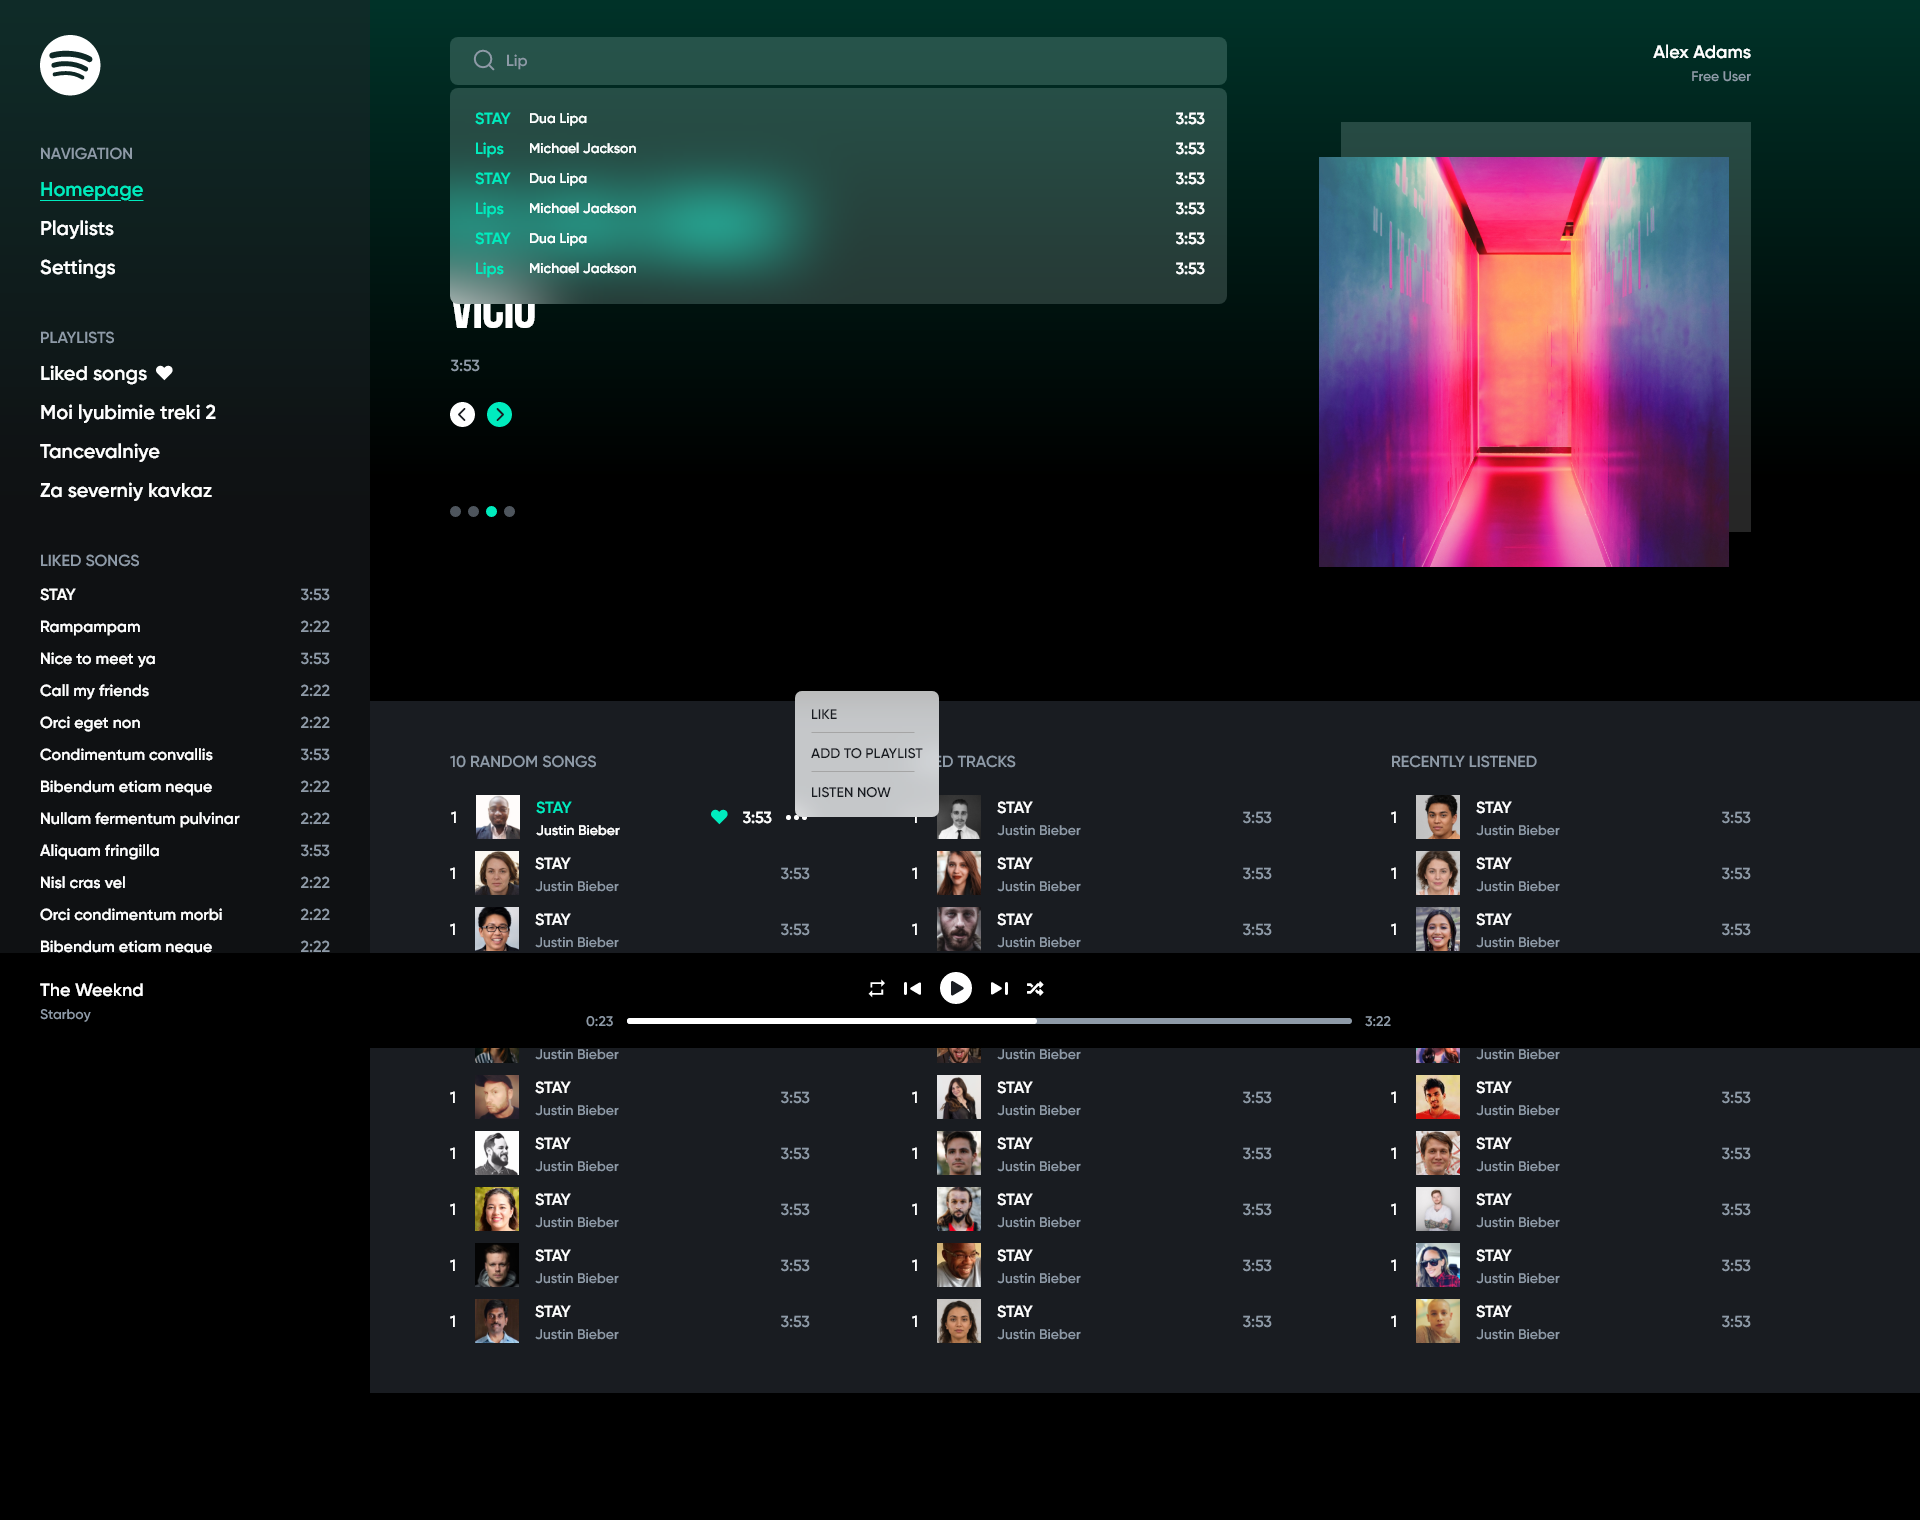 NAVIGATION
Homepage
Playlists
Settings
PLAYLISTS
Liked songs
Moi lyubimie treki 2
Tancevalniye
Za severniy kavkaz
LIKED SONGS
STAY 3:53
Rampampam 2:22
Nice to meet ya 3:53
Call my friends 2:22
Orci eget non 2:22
Condimentum convallis 3:53
Bibendum etiam neque 2:22
Nullam fermentum pulvinar 2:22
Aliquam fringilla 3:53
Nisl cras vel 2:22
Orci condimentum morbi 2:22
Bibendum etiam neque 2:22
Lip
Alex Adams
Free User
STAY Dua Lipa 3:53
Lips Michael Jackson 3:53
STAY Dua Lipa 3:53
Lips Michael Jackson 3:53
STAY Dua Lipa 3:53
Lips Michael Jackson 3:53
3:53
LIKE
ADD TO PLAYLIST
LISTEN NOW
10 RANDOM SONGS
1 STAY 3:53
Justin Bieber
1 STAY 3:53
Justin Bieber
1 STAY 3:53
Justin Bieber
Justin Bieber
1 STAY 3:53
Justin Bieber
1 STAY 3:53
Justin Bieber
1 STAY 3:53
Justin Bieber
1 STAY 3:53
Justin Bieber
1 STAY 3:53
Justin Bieber
TRACKS
1 STAY 3:53
Justin Bieber
1 STAY 3:53
Justin Bieber
1 STAY 3:53
Justin Bieber
Justin Bieber
1 STAY 3:53
Justin Bieber
1 STAY 3:53
Justin Bieber
1 STAY 3:53
Justin Bieber
1 STAY 3:53
Justin Bieber
1 STAY 3:53
Justin Bieber
RECENTLY LISTENED
1 STAY 3:53
Justin Bieber
1 STAY 3:53
Justin Bieber
1 STAY 3:53
Justin Bieber
Justin Bieber
1 STAY 3:53
Justin Bieber
1 STAY 3:53
Justin Bieber
1 STAY 3:53
Justin Bieber
1 STAY 3:53
Justin Bieber
1 STAY 3:53
Justin Bieber
The Weeknd
Starboy
0:23 3:22